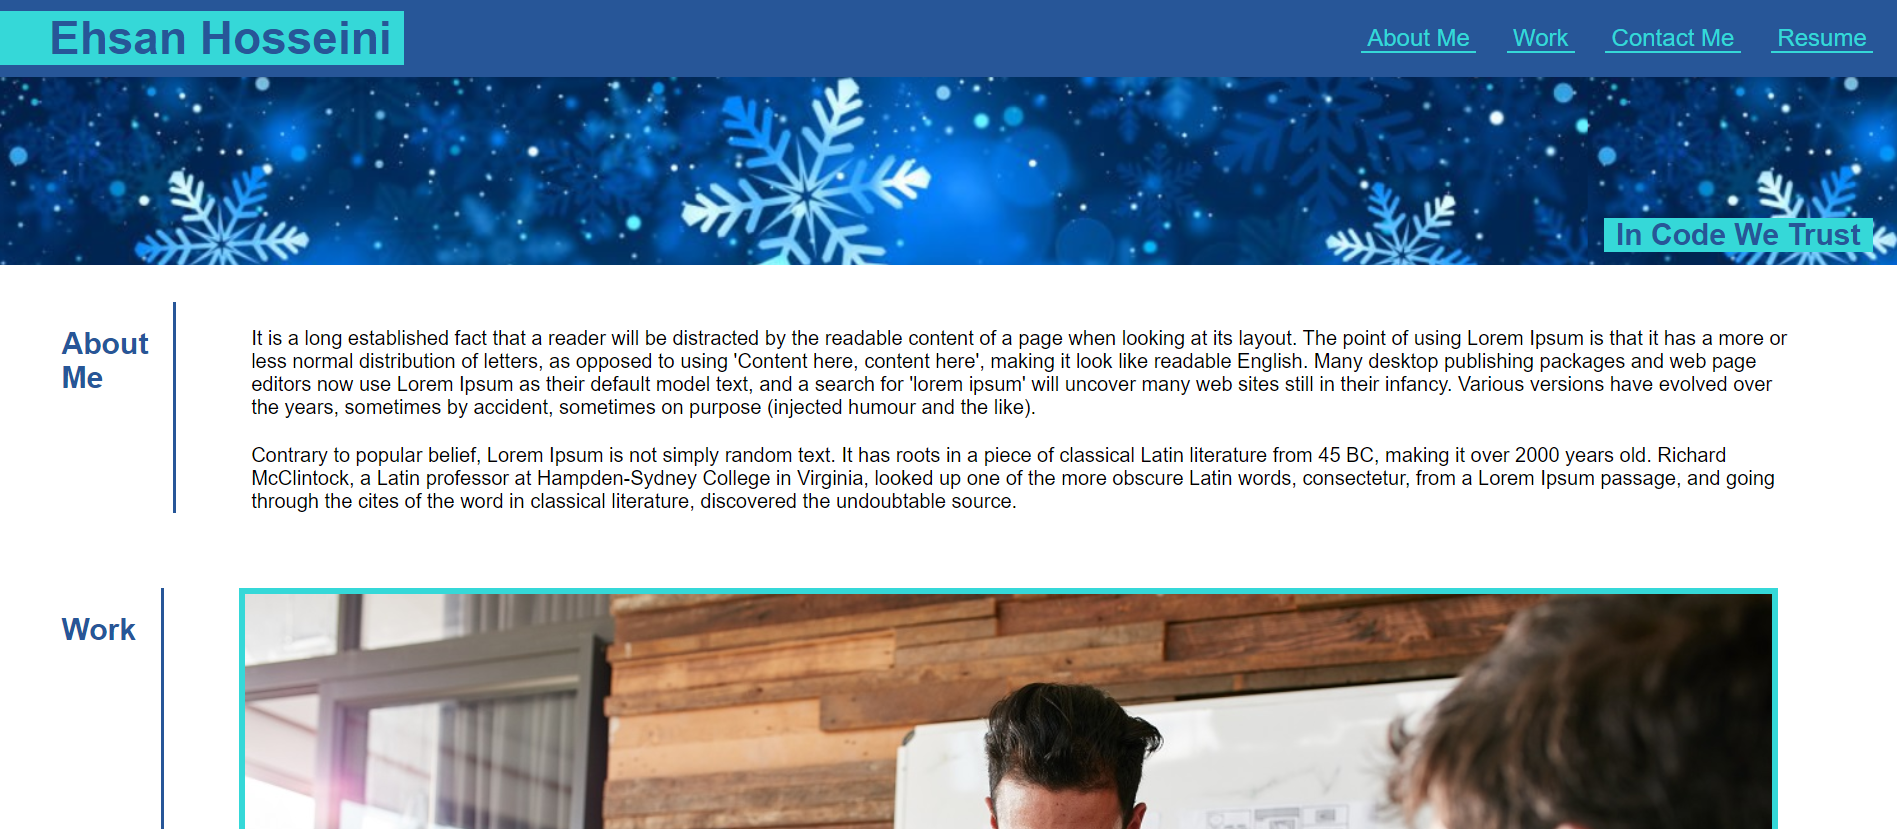 Ehsan Hosseini
About Me
Work
Contact Me
Resume
In Code We Trust
About
Me
It is a long established fact that a reader will be distracted by the readable content of a page when looking at its layout. The point of using Lorem Ipsum is that it has a more or
less normal distribution of letters, as opposed to using 'Content here, content here', making it look like readable English. Many desktop publishing packages and web page
editors now use Lorem Ipsum as their default model text, and a search for 'lorem ipsum' will uncover many web sites still in their infancy. Various versions have evolved over
the years, sometimes by accident, sometimes on purpose (injected humour and the like).
Contrary to popular belief, Lorem Ipsum is not simply random text. It has roots in a piece of classical Latin literature from 45 BC, making it over 2000 years old. Richard
McClintock, a Latin professor at Hampden-Sydney College in Virginia, looked up one of the more obscure Latin words, consectetur, from a Lorem Ipsum passage, and going
through the cites of the word in classical literature, discovered the undoubtable source.
Work